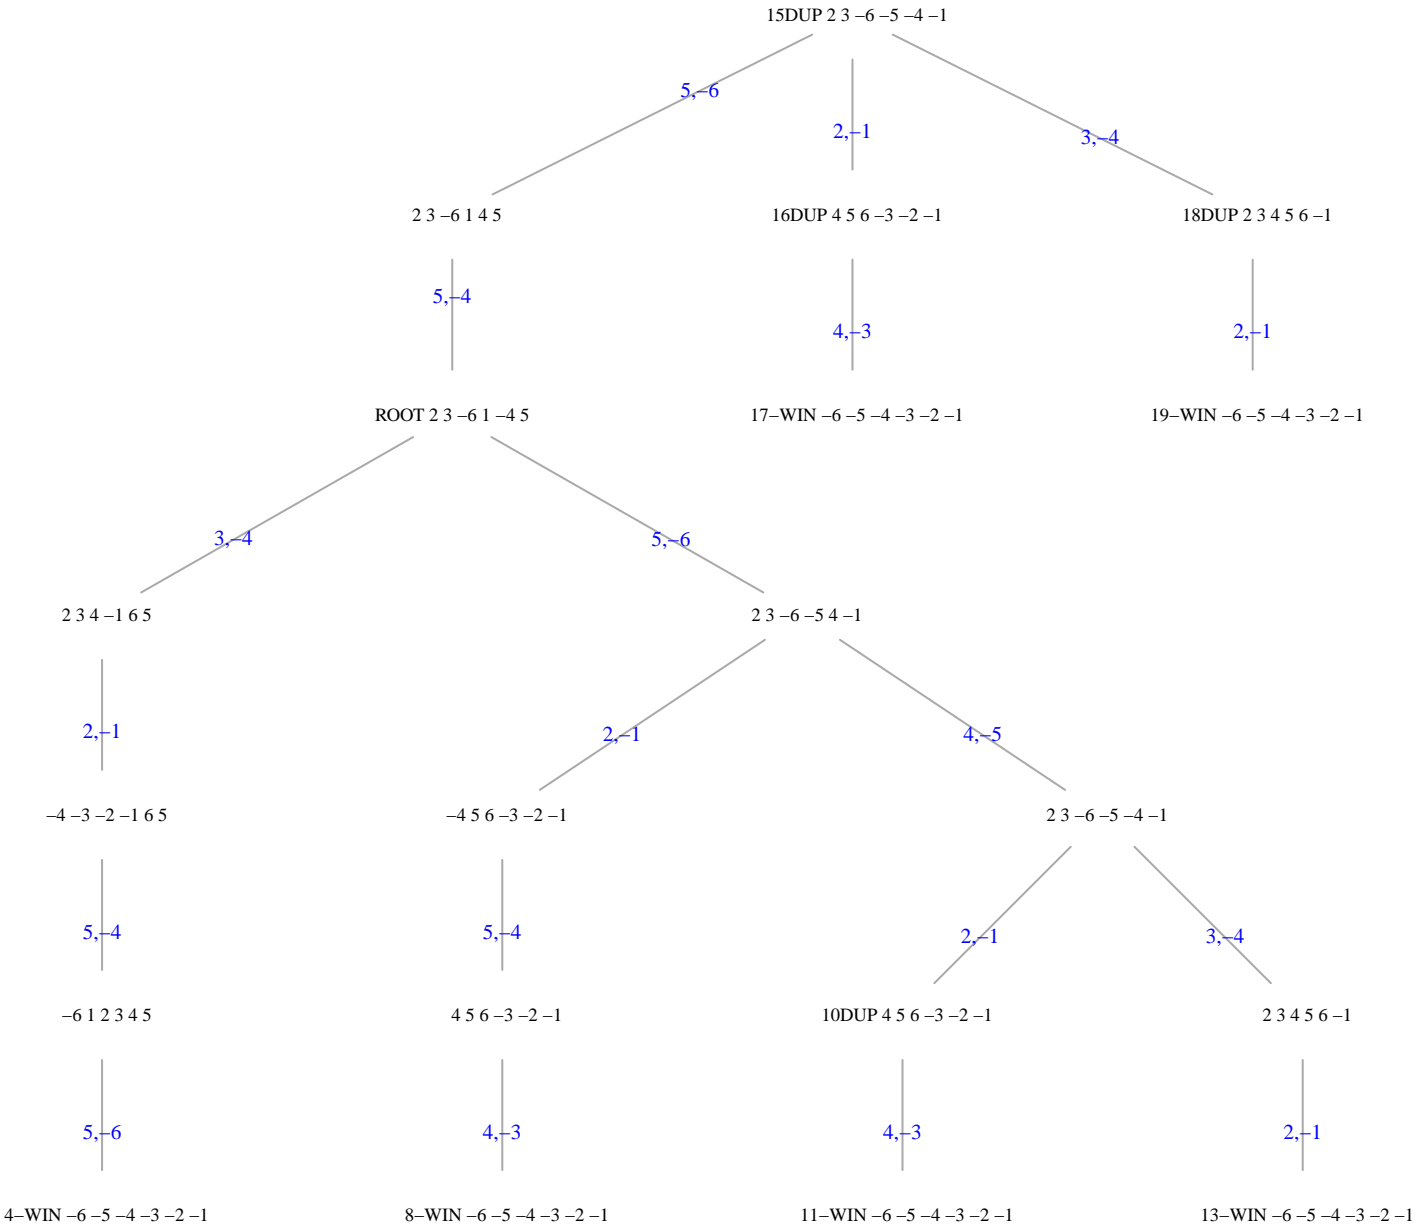 15DUP 2 3 –6 –5 –4 –1
5,–6
2,–1
3,–4
2 3 –6 1 4 5
16DUP 4 5 6 –3 –2 –1
18DUP 2 3 4 5 6 –1
5,–4
4,–3
2,–1
ROOT 2 3 –6 1 –4 5
17–WIN –6 –5 –4 –3 –2 –1
19–WIN –6 –5 –4 –3 –2 –1
3,–4
5,–6
2 3 4 –1 6 5
2 3 –6 –5 4 –1
2,–1
2,–1
4,–5
–4 –3 –2 –1 6 5
–4 5 6 –3 –2 –1
2 3 –6 –5 –4 –1
5,–4
5,–4
2,–1
3,–4
–6 1 2 3 4 5
4 5 6 –3 –2 –1
10DUP 4 5 6 –3 –2 –1
2 3 4 5 6 –1
5,–6
4,–3
4,–3
2,–1
4–WIN –6 –5 –4 –3 –2 –1
8–WIN –6 –5 –4 –3 –2 –1
11–WIN –6 –5 –4 –3 –2 –1
13–WIN –6 –5 –4 –3 –2 –1